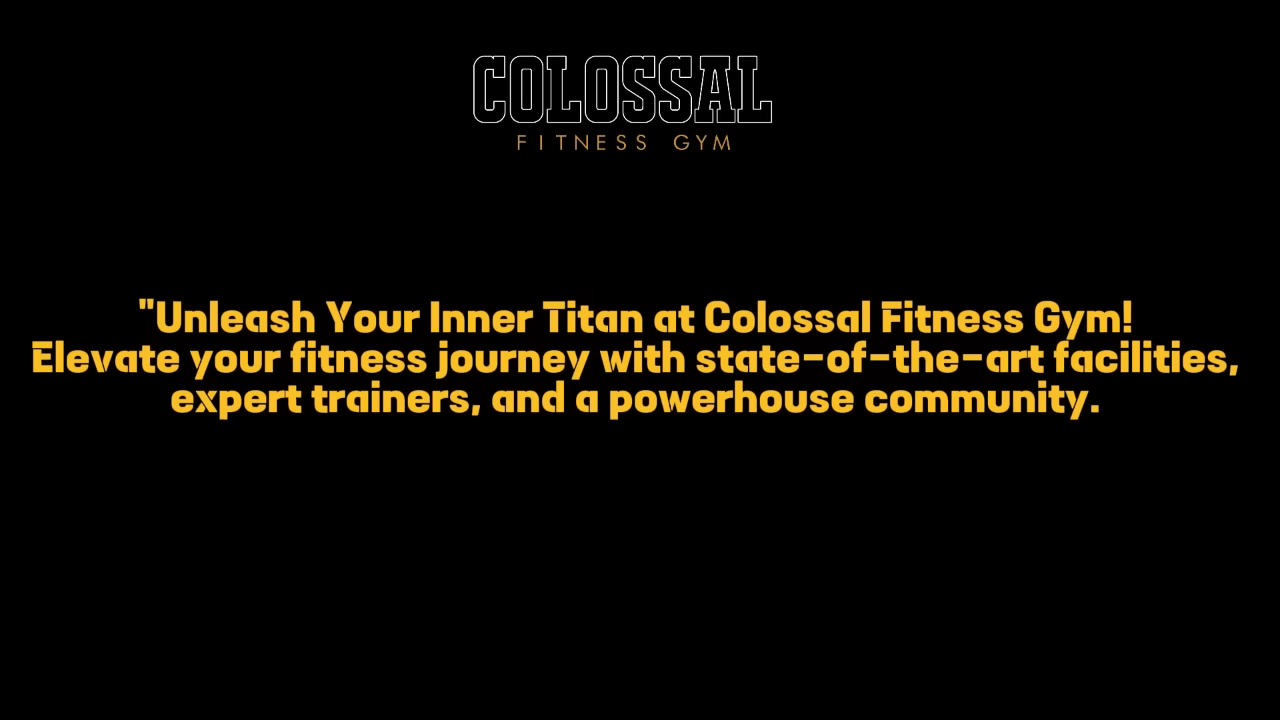 COLOSSAL
FITNESS GYM
"Unleash Your Inner Titan at Colossal Fitness Gym!
Elevate your fitness journey with state-of-the-art facilities,
expert trainers, and a powerhouse community.